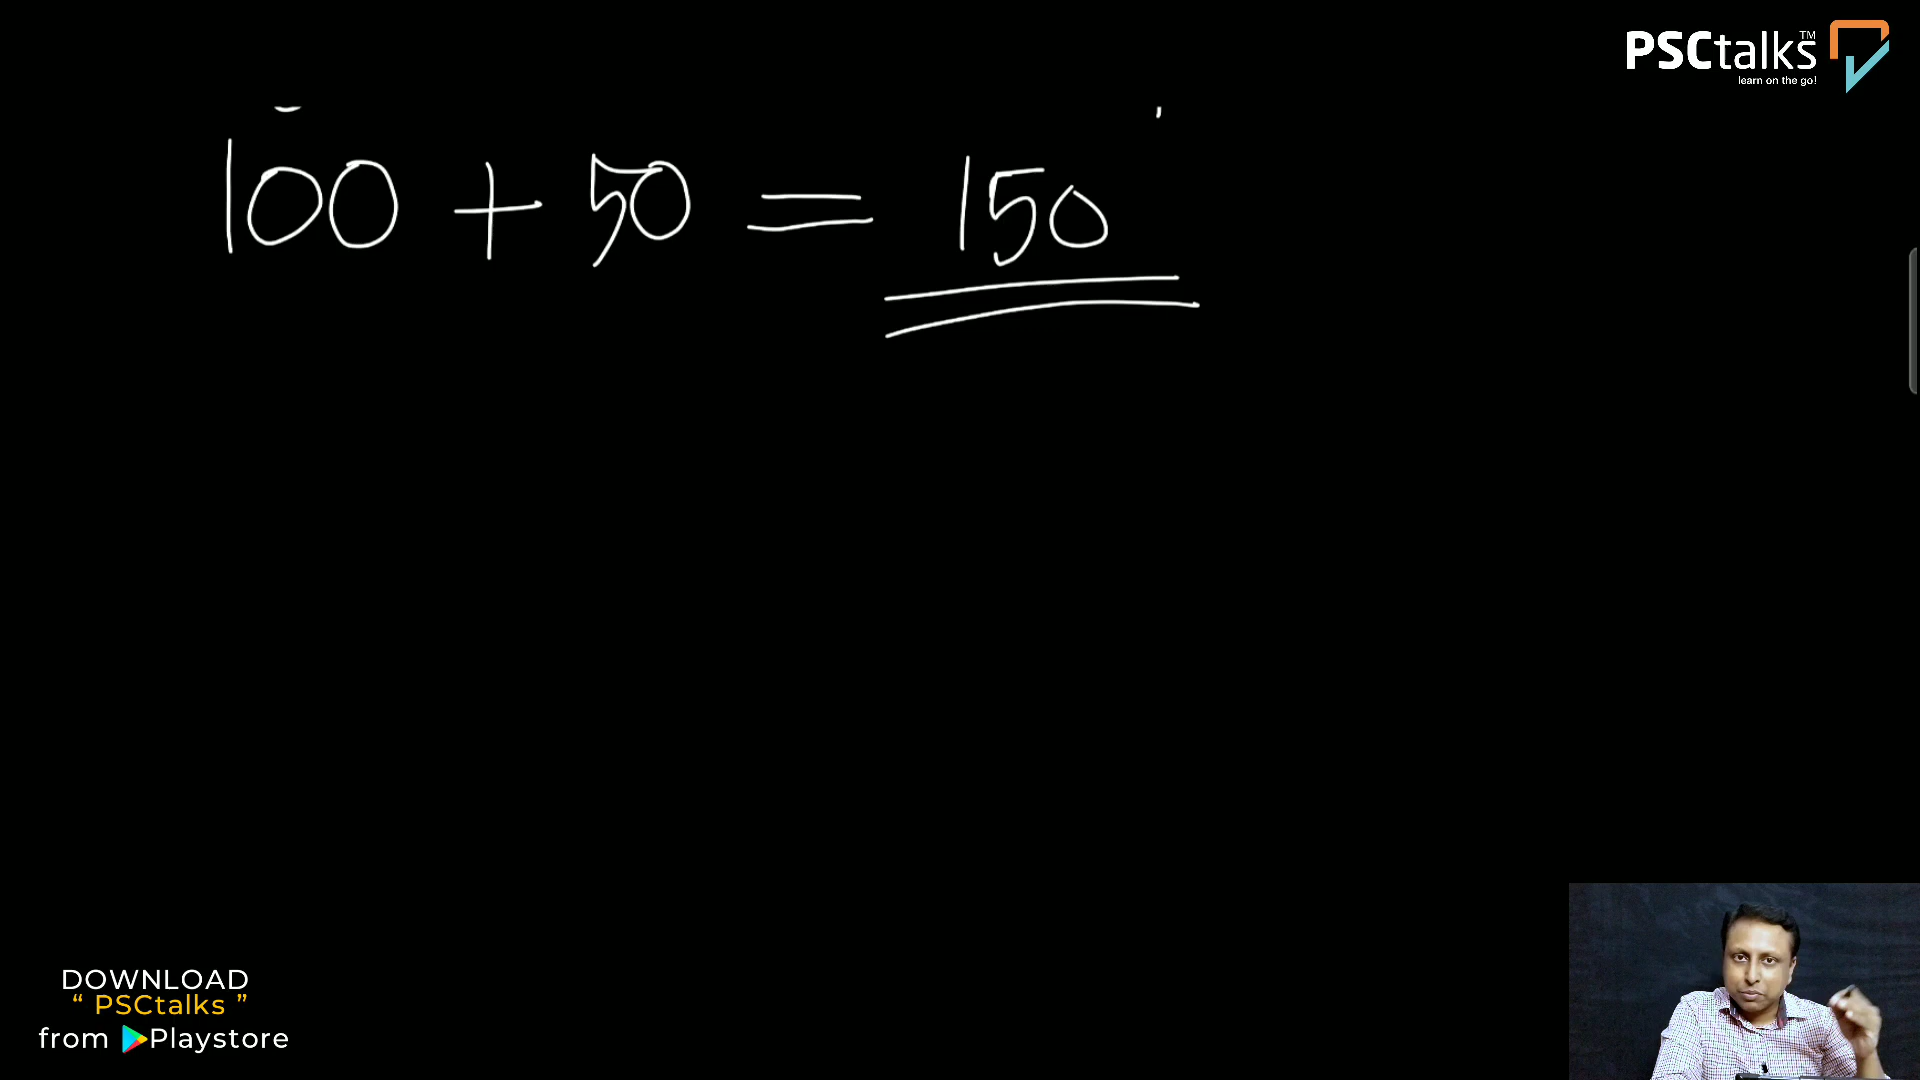 PSCtalks™
learn on the go!
100 + 50 = 150
DOWNLOAD
“ PSCtalks ”
from Playstore